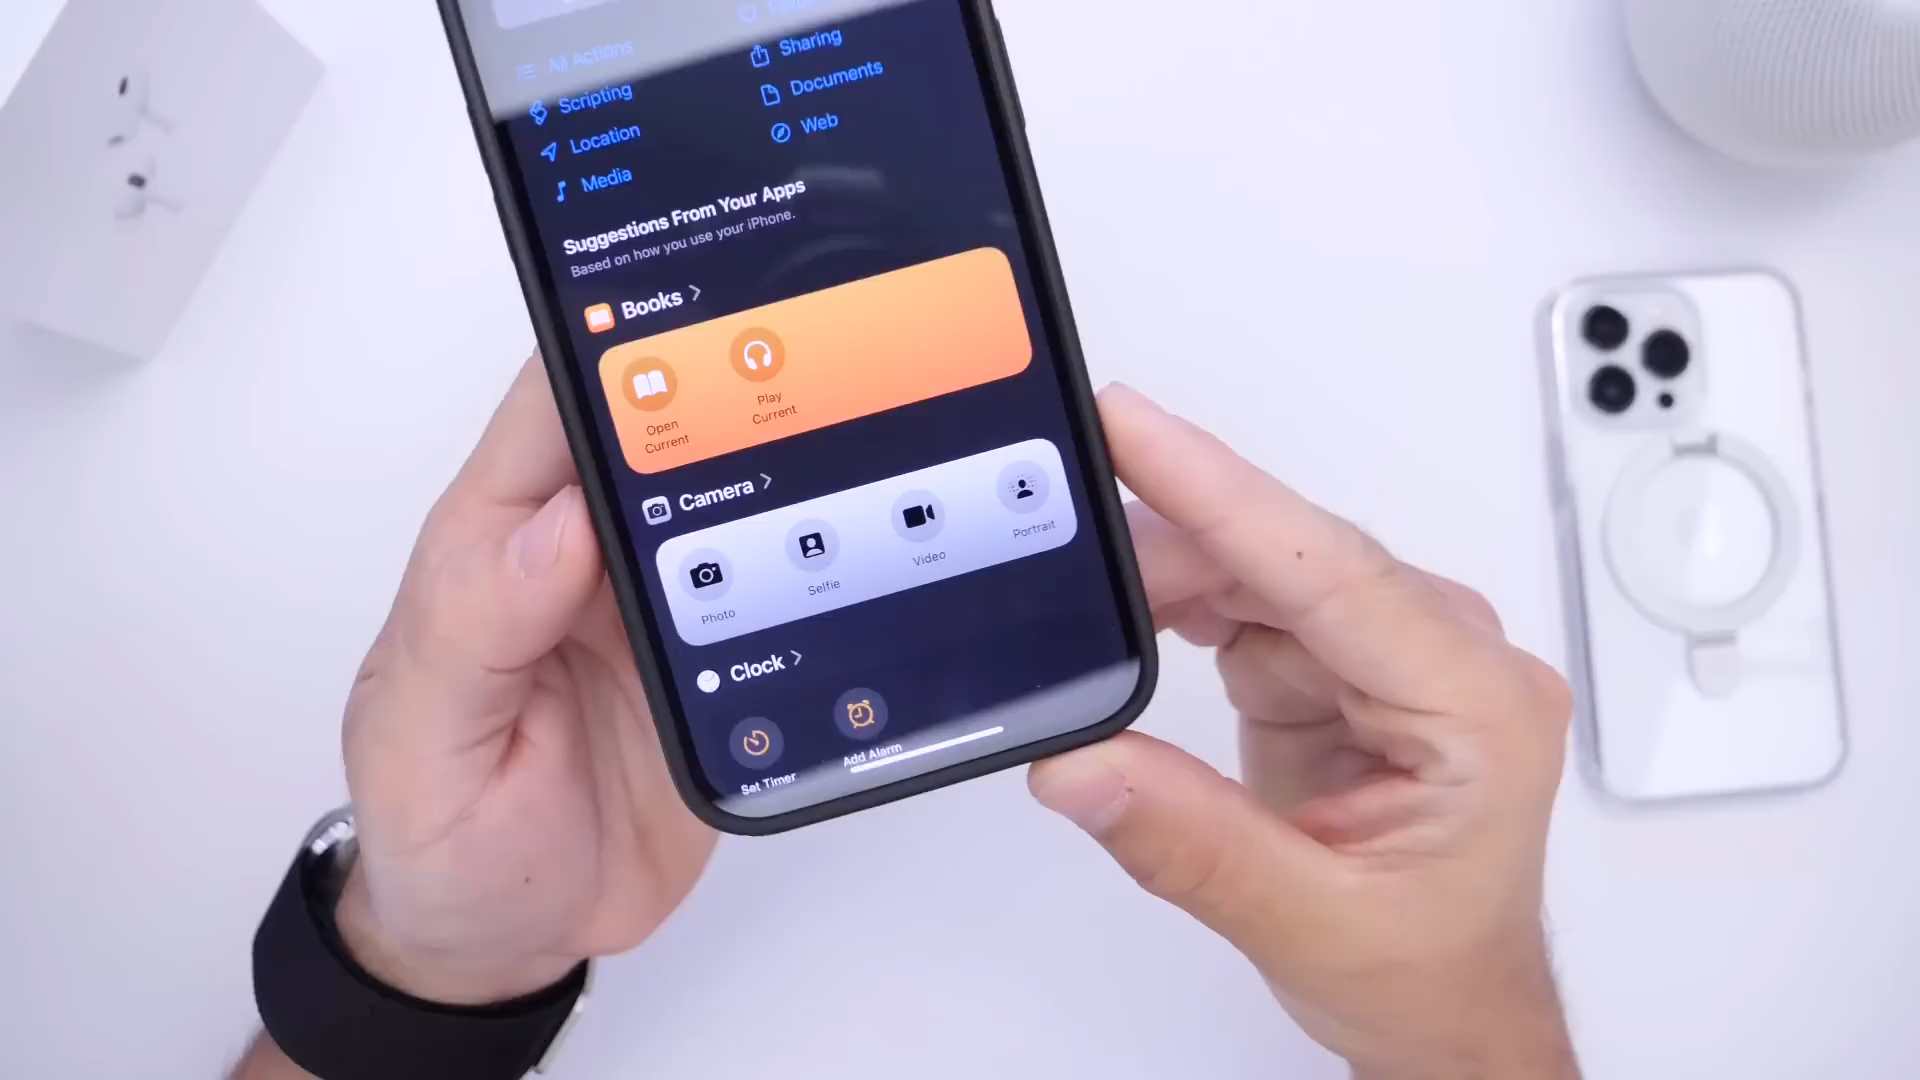 All Actions
Scripting
Location
Media
Sharing
Documents
Web
Suggestions From Your Apps
Based on how you use your iPhone.
Books
Open
Current
Play
Current
Camera
Photo
Selfie
Video
Portrait
Clock
Set Timer
Add Alarm